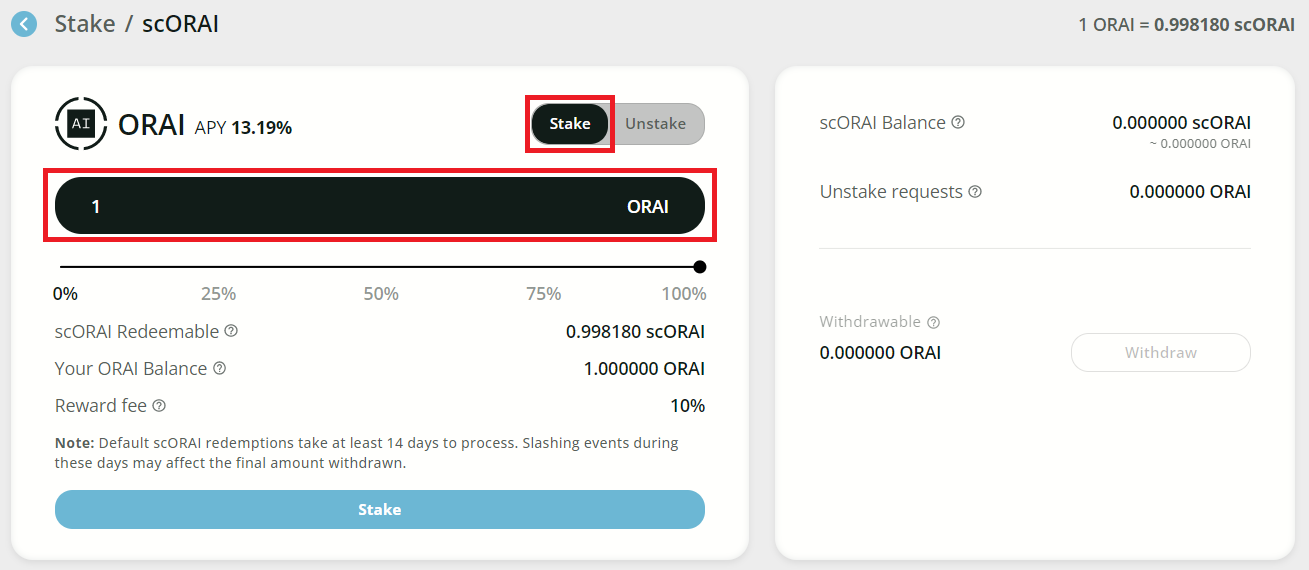 Stake / scORAI
1 ORAI = 0.998180 scORAI
AI
ORAI APY 13.19%
Stake
Unstake
1
ORAI
0%
25%
50%
75%
100%
scORAI Redeemable
0.998180 scORAI
Your ORAI Balance
1.000000 ORAI
Reward fee
10%
Note: Default scORAI redemptions take at least 14 days to process. Slashing events during
these days may affect the final amount withdrawn.
Stake
scORAI Balance
0.000000 scORAI
~ 0.000000 ORAI
Unstake requests
0.000000 ORAI
Withdrawable
0.000000 ORAI
Withdraw